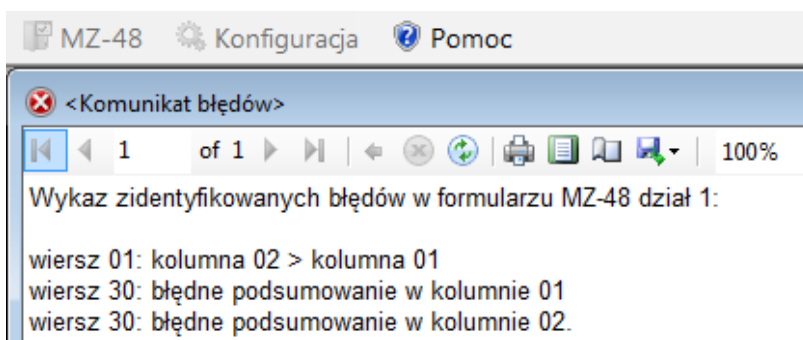 MZ-48 Konfiguracja Pomoc
<Komunikat błędów>
1 of 1 100%
Wykaz zidentyfikowanych błędów w formularzu MZ-48 dział 1:
wiersz 01: kolumna 02 > kolumna 01
wiersz 30: błędne podsumowanie w kolumnie 01
wiersz 30: błędne podsumowanie w kolumnie 02.